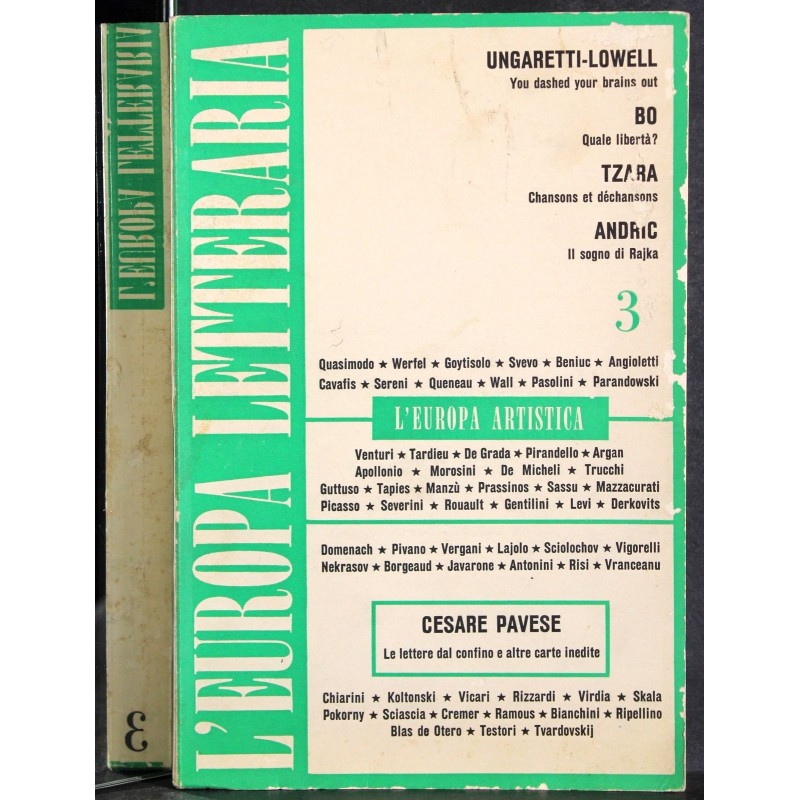 L'EUROPA LETTERARIA
3
L'EUROPA LETTERARIA
UNGARETTI-LOWELL
You dashed your brains out
BO
Quale libertà?
TZARA
Chansons et déchansons
ANDRIC
Il sogno di Rajka
3
Quasimodo ★ Werfel ★ Goytisolo ★ Svevo ★ Beniuc ★ Angioletti
Cavafis ★ Sereni ★ Queneau ★ Wall ★ Pasolini ★ Parandowski
L'EUROPA ARTISTICA
Venturi ★ Tardieu ★ De Grada ★ Pirandello ★ Argan
Apollonio ★ Morosini ★ De Micheli ★ Trucchi
Guttuso ★ Tapies ★ Manzù ★ Prassinos ★ Sassu ★ Mazzacurati
Picasso ★ Severini ★ Rouault ★ Gentilini ★ Levi ★ Derkovits
Domenach ★ Pivano ★ Vergani ★ Lajolo ★ Sciolochov ★ Vigorelli
Nekrasov ★ Borgeaud ★ Javarone ★ Antonini ★ Risi ★ Vranceanu
CESARE PAVESE
Le lettere dal confino e altre carte inedite
Chiarini ★ Koltonski ★ Vicari ★ Rizzardi ★ Virdia ★ Skala
Pokorny ★ Sciascia ★ Cremer ★ Ramous ★ Bianchini ★ Ripellino
Blas de Otero ★ Testori ★ Tvardovskij